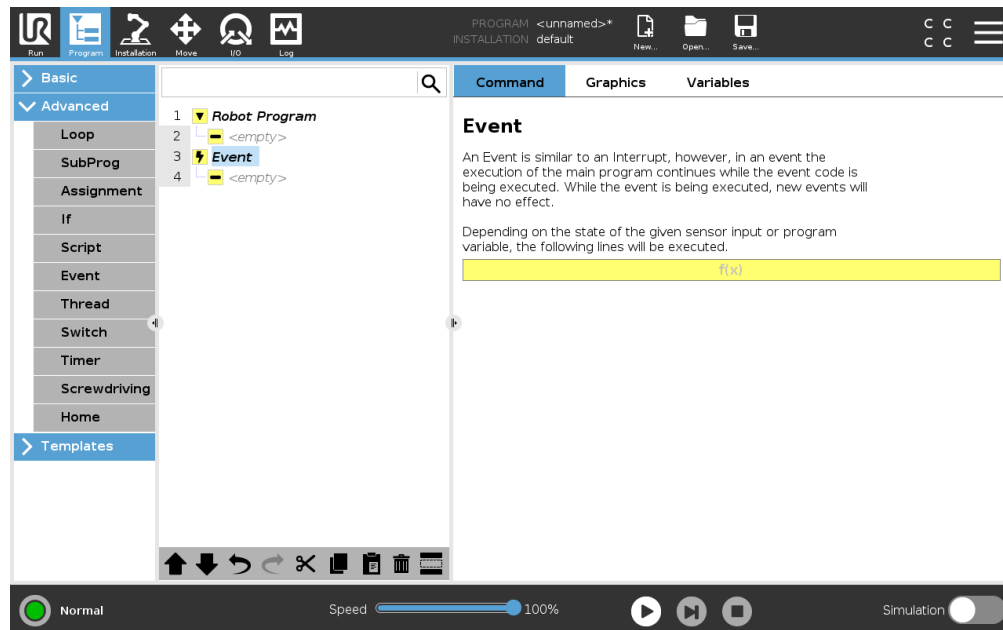 PROGRAM <unnamed>*
INSTALLATION default
UR
Run
Program
Installation
Move
I/O
Log
New...
Open...
Save...
C C
C C
Basic
Advanced
Loop
SubProg
Assignment
If
Script
Event
Thread
Switch
Timer
Screwdriving
Home
Templates
1 Robot Program
2 <empty>
3 Event
4 <empty>
Command Graphics Variables
Event
An Event is similar to an Interrupt, however, in an event the
execution of the main program continues while the event code is
being executed. While the event is being executed, new events will
have no effect.
Depending on the state of the given sensor input or program
variable, the following lines will be executed.
f(x)
Normal
Speed 100%
Simulation